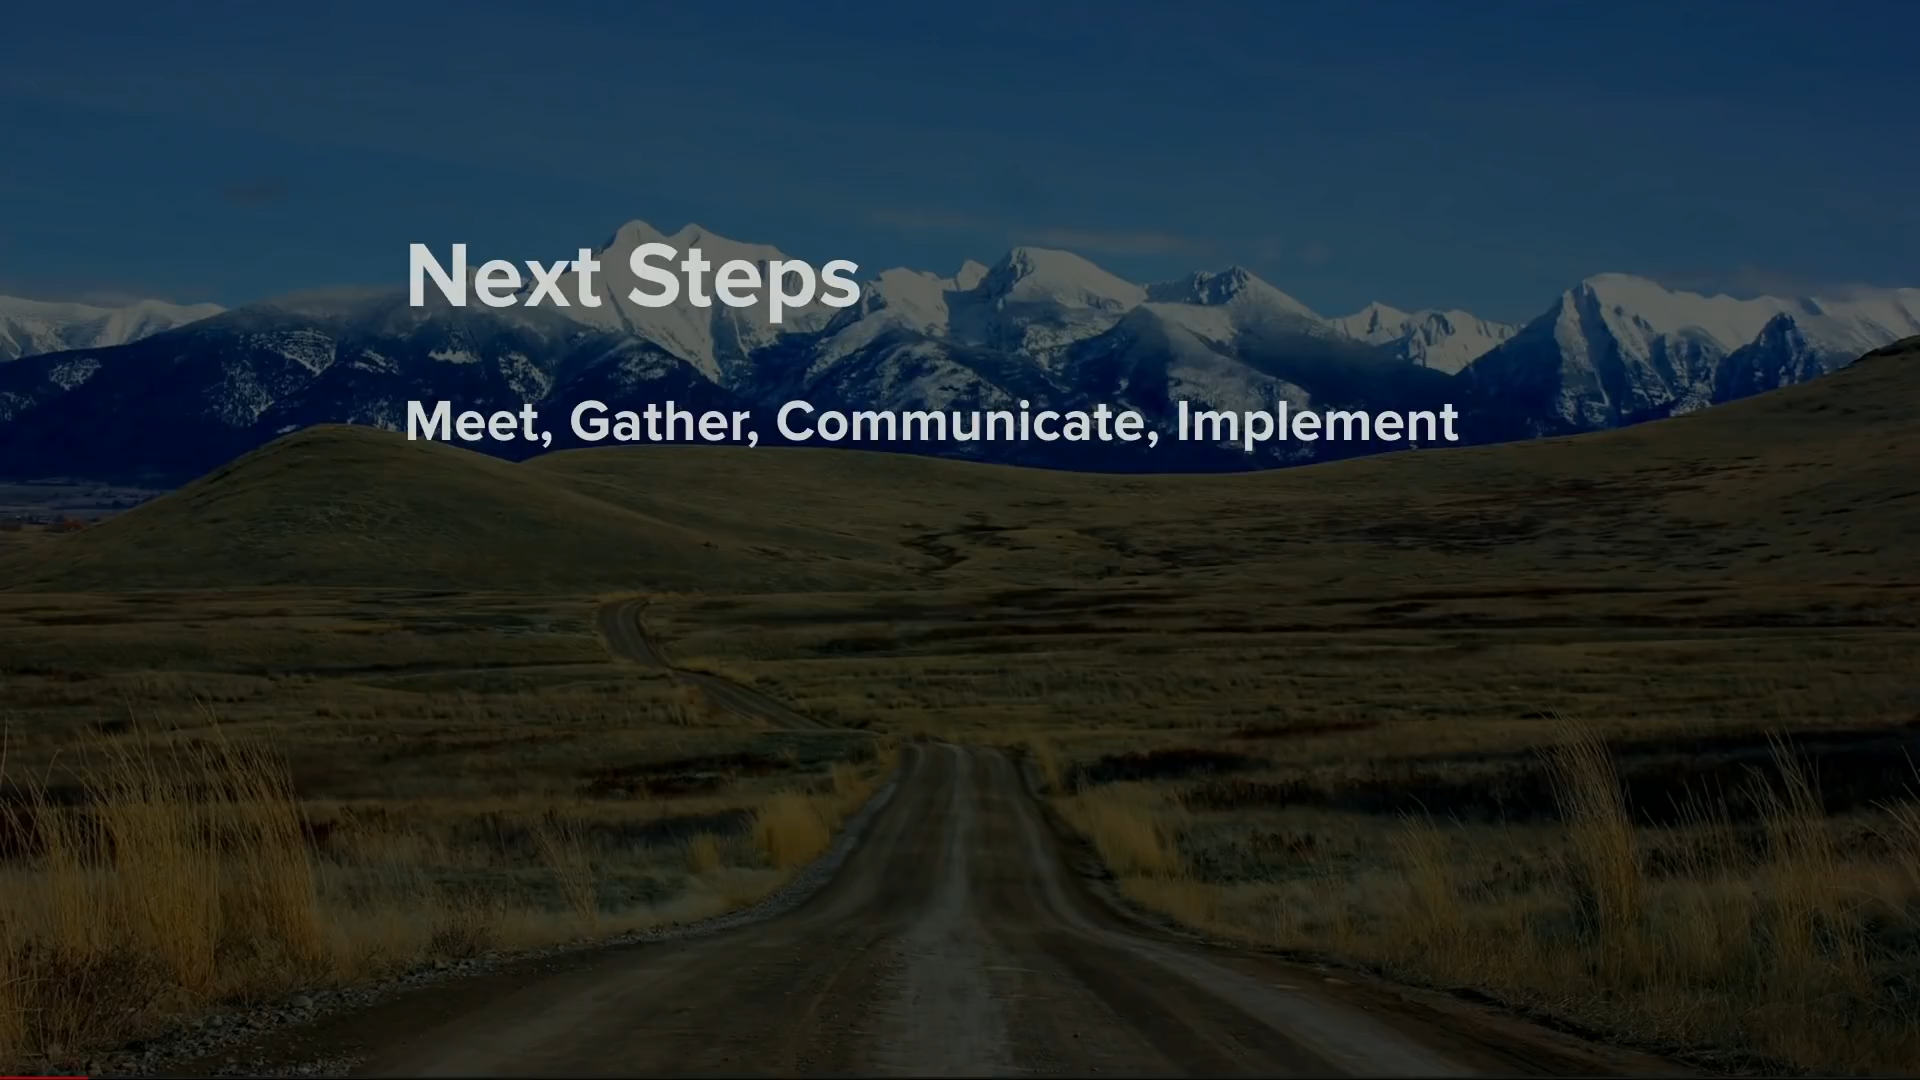 Next Steps
Meet, Gather, Communicate, Implement